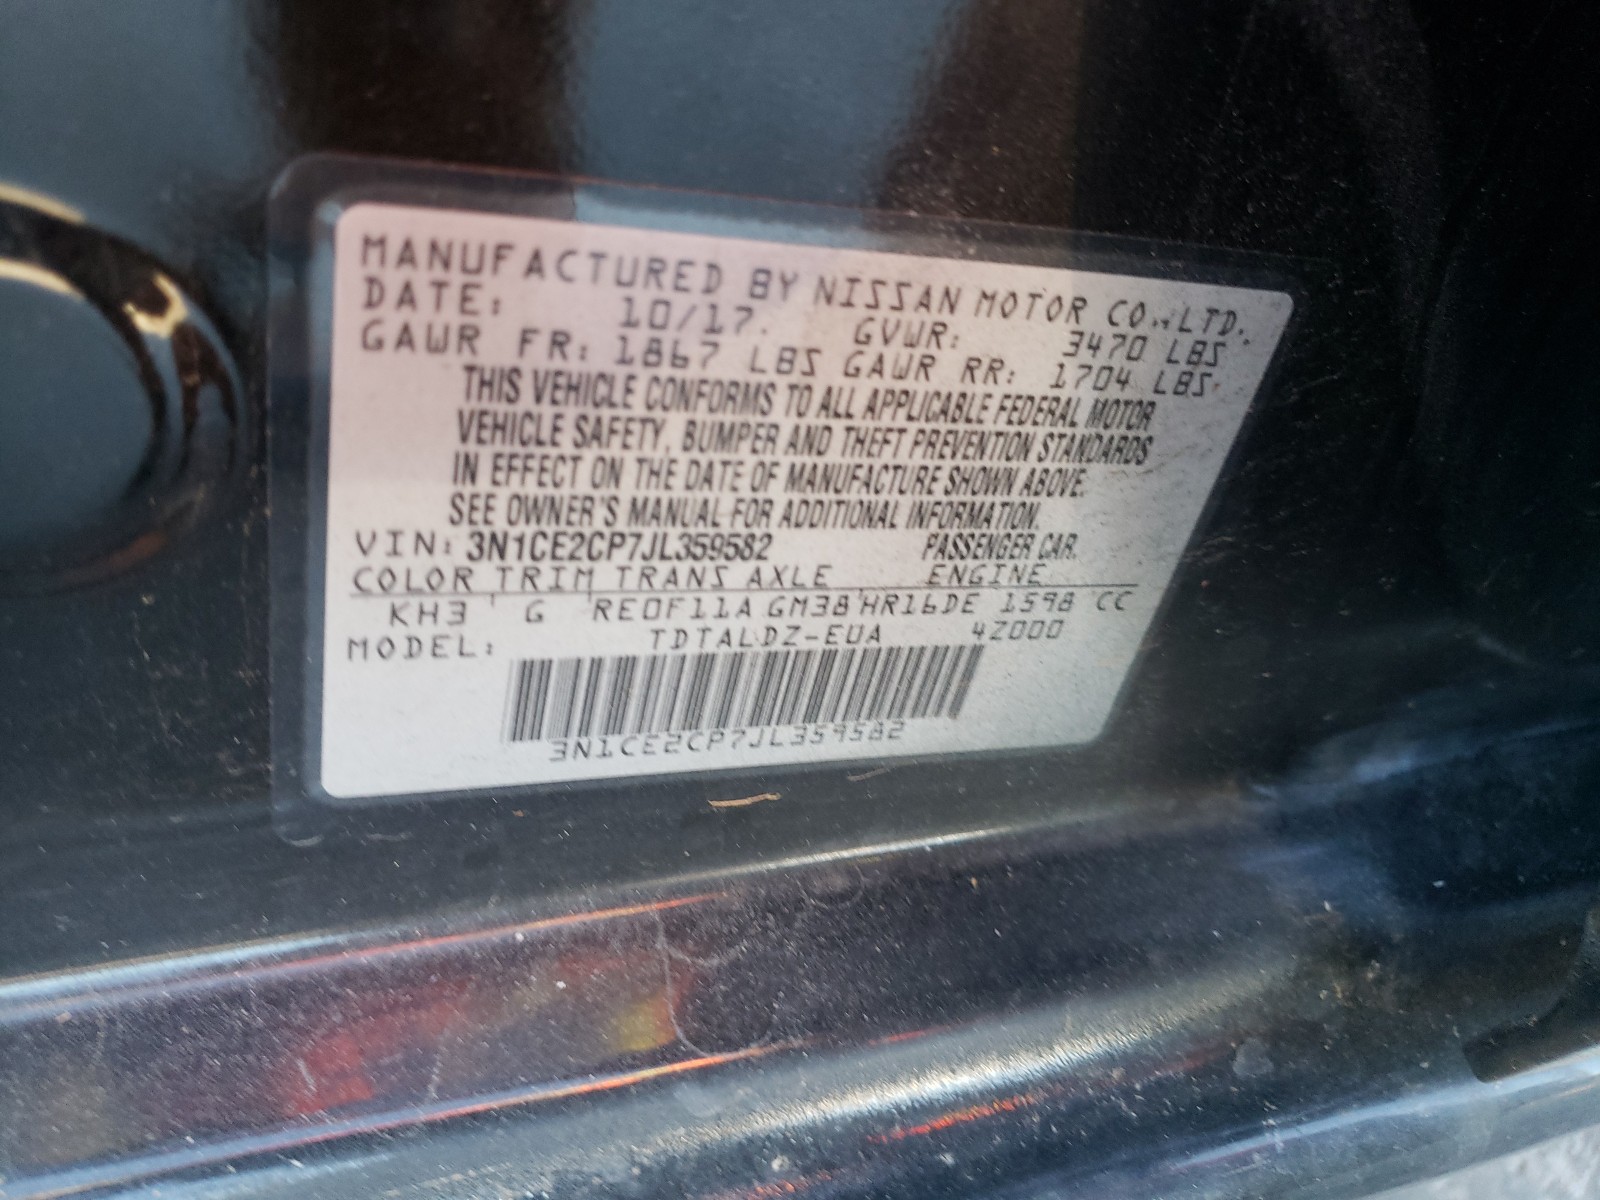 MANUFACTURED BY NISSAN MOTOR CO., LTD.
DATE: 10/17. GVWR: 3470 LBS
GAWR FR: 1867 LBS GAWR RR: 1704 LBS
THIS VEHICLE CONFORMS TO ALL APPLICABLE FEDERAL MOTOR
VEHICLE SAFETY, BUMPER AND THEFT PREVENTION STANDARDS
IN EFFECT ON THE DATE OF MANUFACTURE SHOWN ABOVE.
SEE OWNER'S MANUAL FOR ADDITIONAL INFORMATION.
VIN: 3N1CE2CP7JL359582 PASSENGER CAR.
COLOR TRIM TRANS AXLE ENGINE
KH3 G RE0F11A GM38 HR16DE 1598 CC
MODEL: TDTALDZ-EUA 4Z000
3N1CE2CP7JL359582